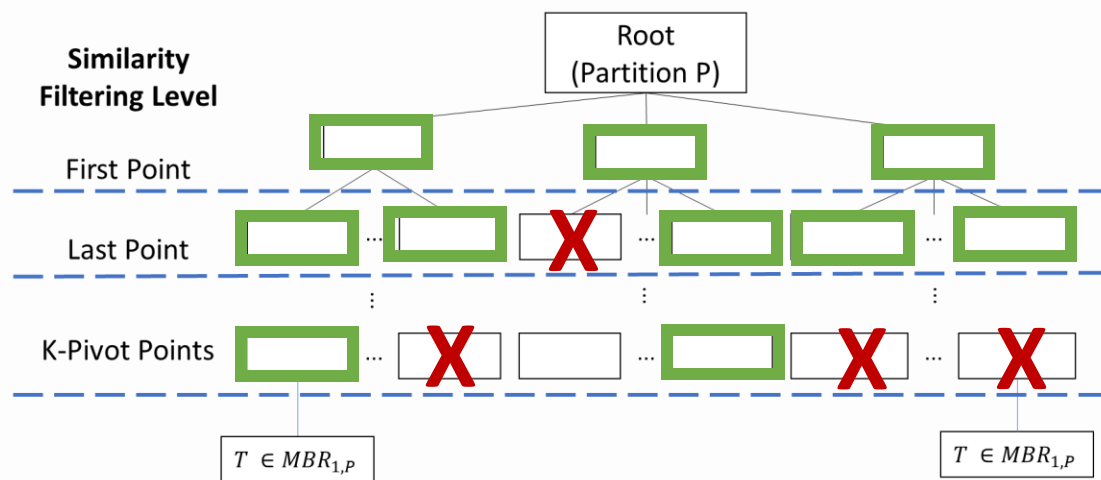 Root
(Partition P)
Similarity
Filtering Level
First Point
Last Point
... X ... ...
⋮ ⋮ ⋮
K-Pivot Points
... X ... X ... X
T ∈ MBR₁,P
T ∈ MBR₁,P